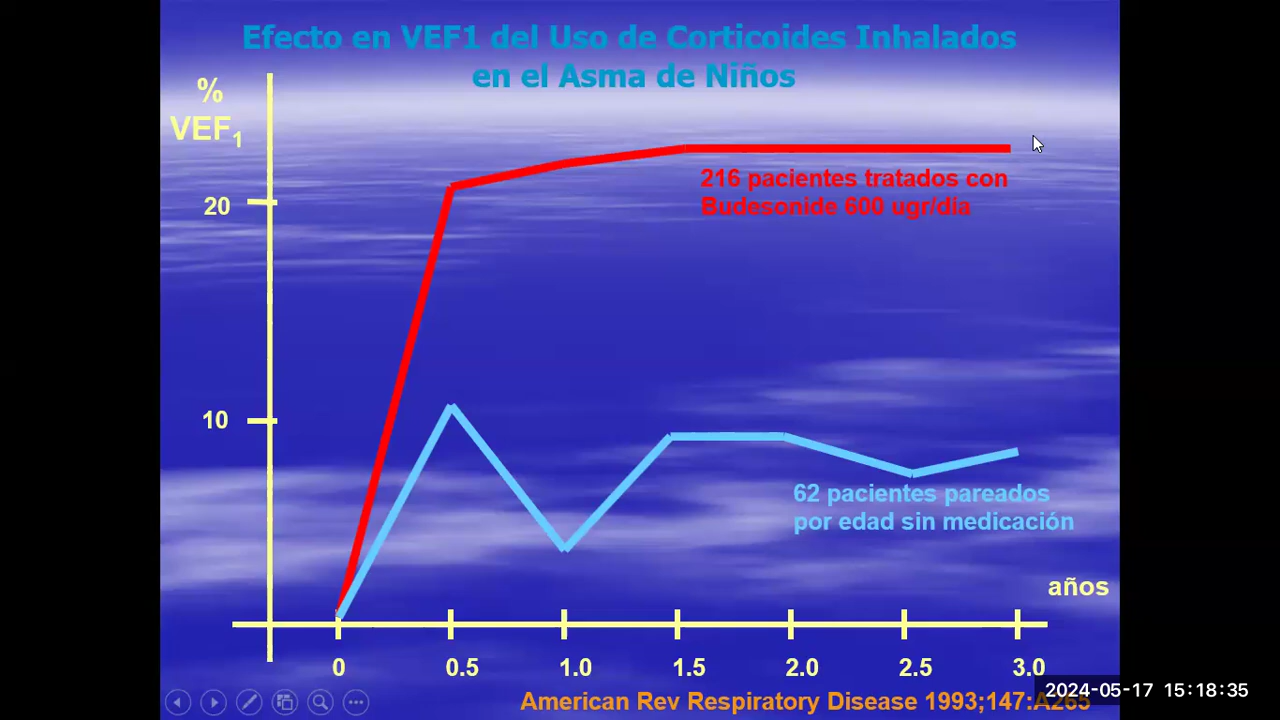 Efecto en VEF1 del Uso de Corticoides Inhalados
en el Asma de Niños
%
VEF1
20
10
216 pacientes tratados con
Budesonide 600 ugr/dia
62 pacientes pareados
por edad sin medicación
años
0 0.5 1.0 1.5 2.0 2.5 3.0
American Rev Respiratory Disease 1993;147:A265
2024-05-17 15:18:35